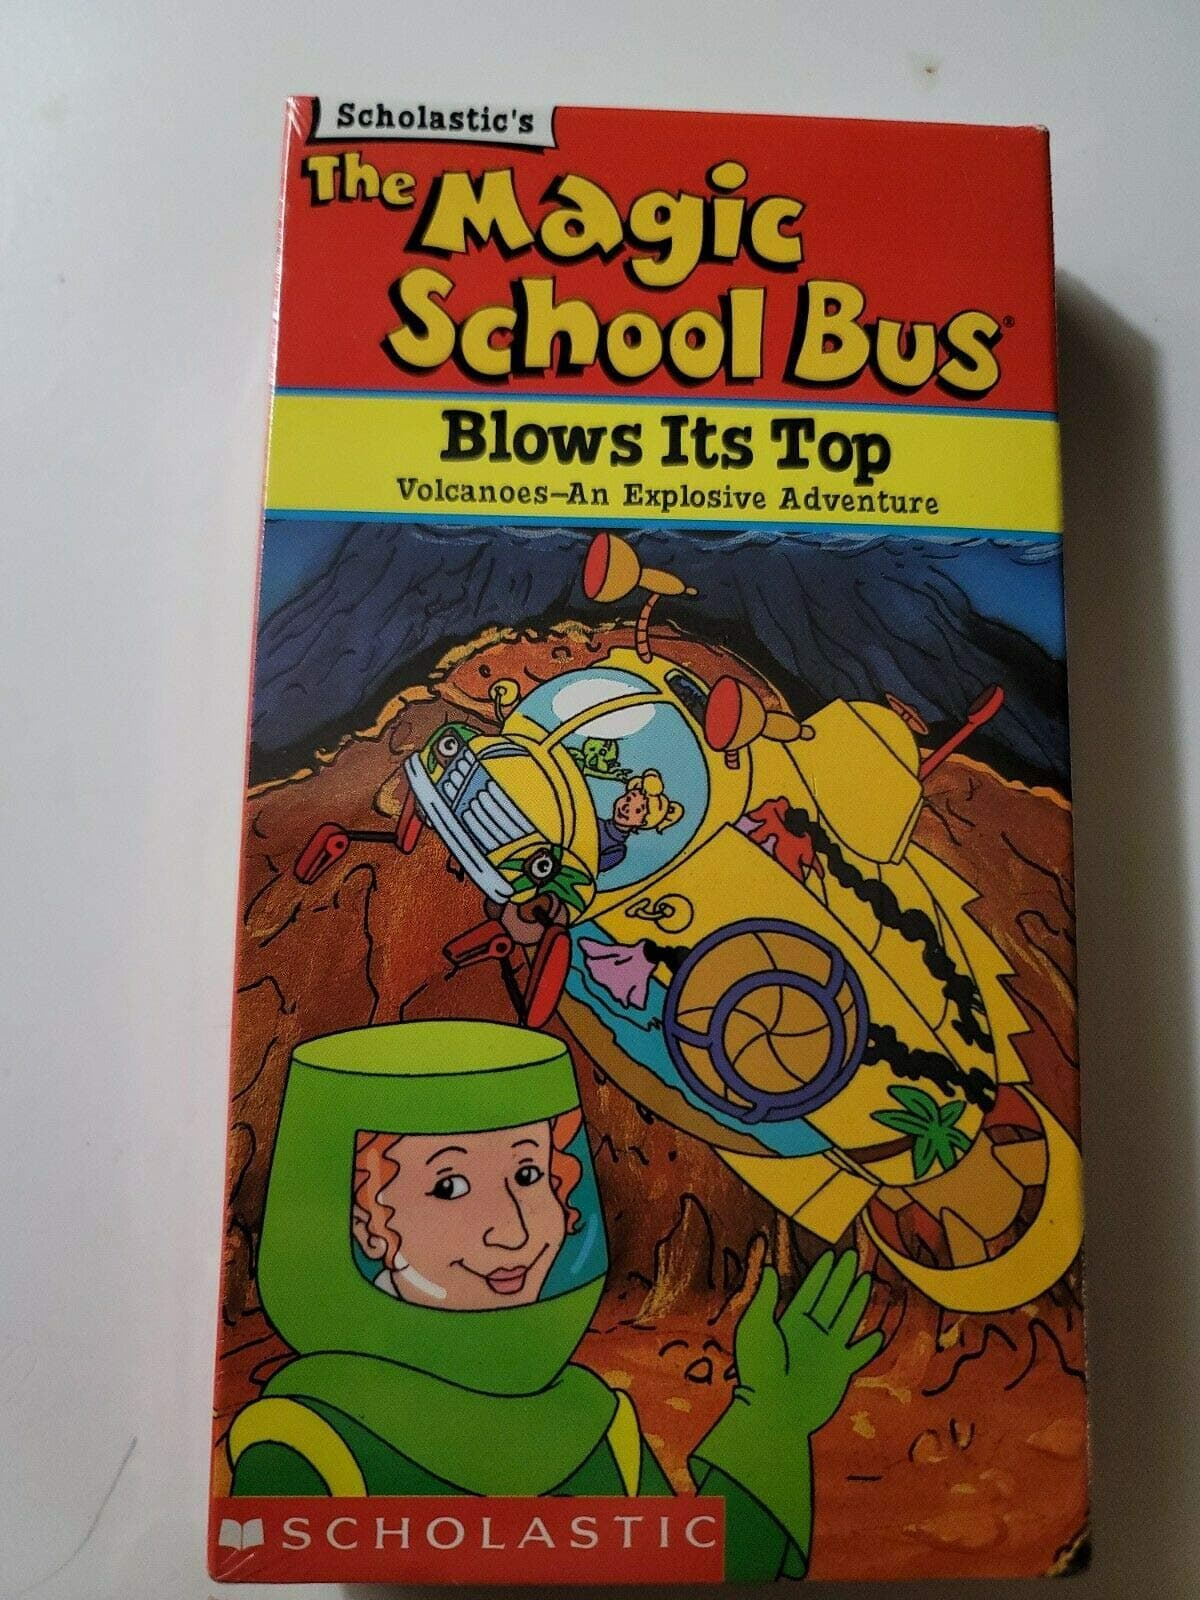 Scholastic's
The Magic
School Bus®
Blows Its Top
Volcanoes—An Explosive Adventure
SCHOLASTIC